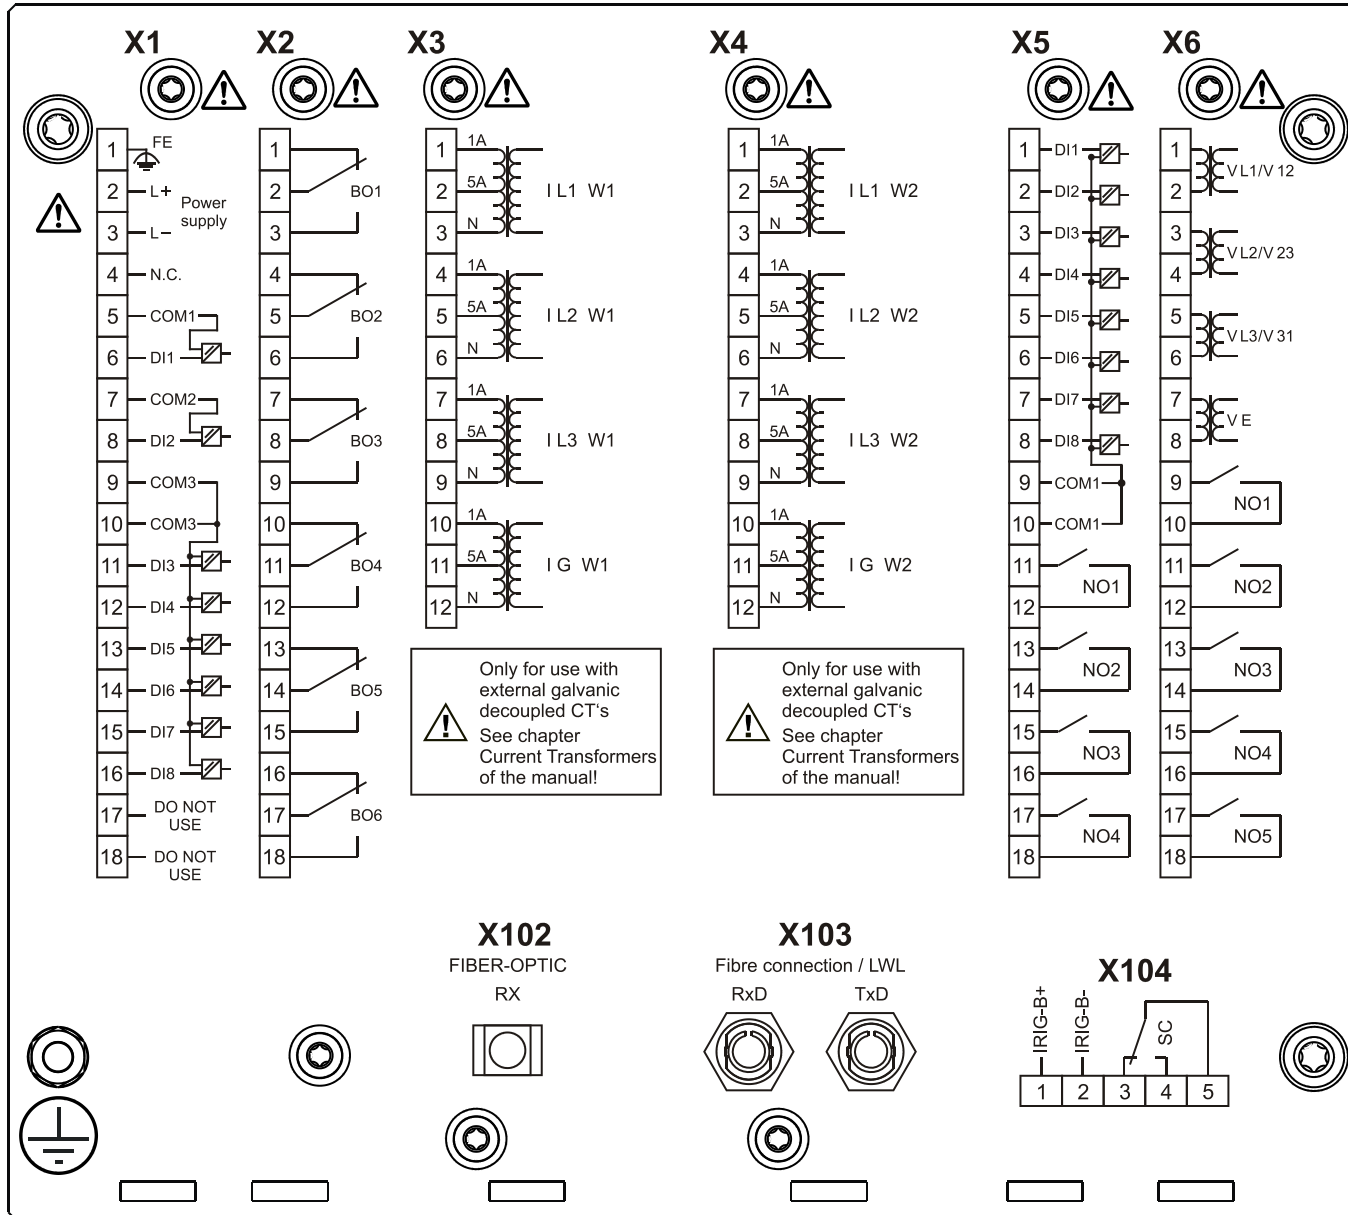 X1 X2 X3 X4 X5 X6
X1
1 FE
2 L+ Power
3 L– supply
4 N.C.
5 COM1
6 DI1
7 COM2
8 DI2
9 COM3
10 COM3
11 DI3
12 DI4
13 DI5
14 DI6
15 DI7
16 DI8
17 DO NOT
USE
18 DO NOT
USE
X2
1
2 BO1
3
4
5 BO2
6
7
8 BO3
9
10
11 BO4
12
13
14 BO5
15
16
17 BO6
18
X3
1 1A
2 5A I L1 W1
3 N
4 1A
5 5A I L2 W1
6 N
7 1A
8 5A I L3 W1
9 N
10 1A
11 5A I G W1
12 N
Only for use with
external galvanic
decoupled CT‘s
See chapter
Current Transformers
of the manual!
X4
1 1A
2 5A I L1 W2
3 N
4 1A
5 5A I L2 W2
6 N
7 1A
8 5A I L3 W2
9 N
10 1A
11 5A I G W2
12 N
Only for use with
external galvanic
decoupled CT‘s
See chapter
Current Transformers
of the manual!
X5
1 DI1
2 DI2
3 DI3
4 DI4
5 DI5
6 DI6
7 DI7
8 DI8
9 COM1
10 COM1
11
NO1
12
13
NO2
14
15
NO3
16
17
NO4
18
X6
1
V L1/V 12
2
3
V L2/V 23
4
5
V L3/V 31
6
7
V E
8
9
NO1
10
11
NO2
12
13
NO3
14
15
NO4
16
17
NO5
18
X102
FIBER-OPTIC
RX
X103
Fibre connection / LWL
RxD TxD
X104
IRIG-B+ IRIG-B- SC
1 2 3 4 5